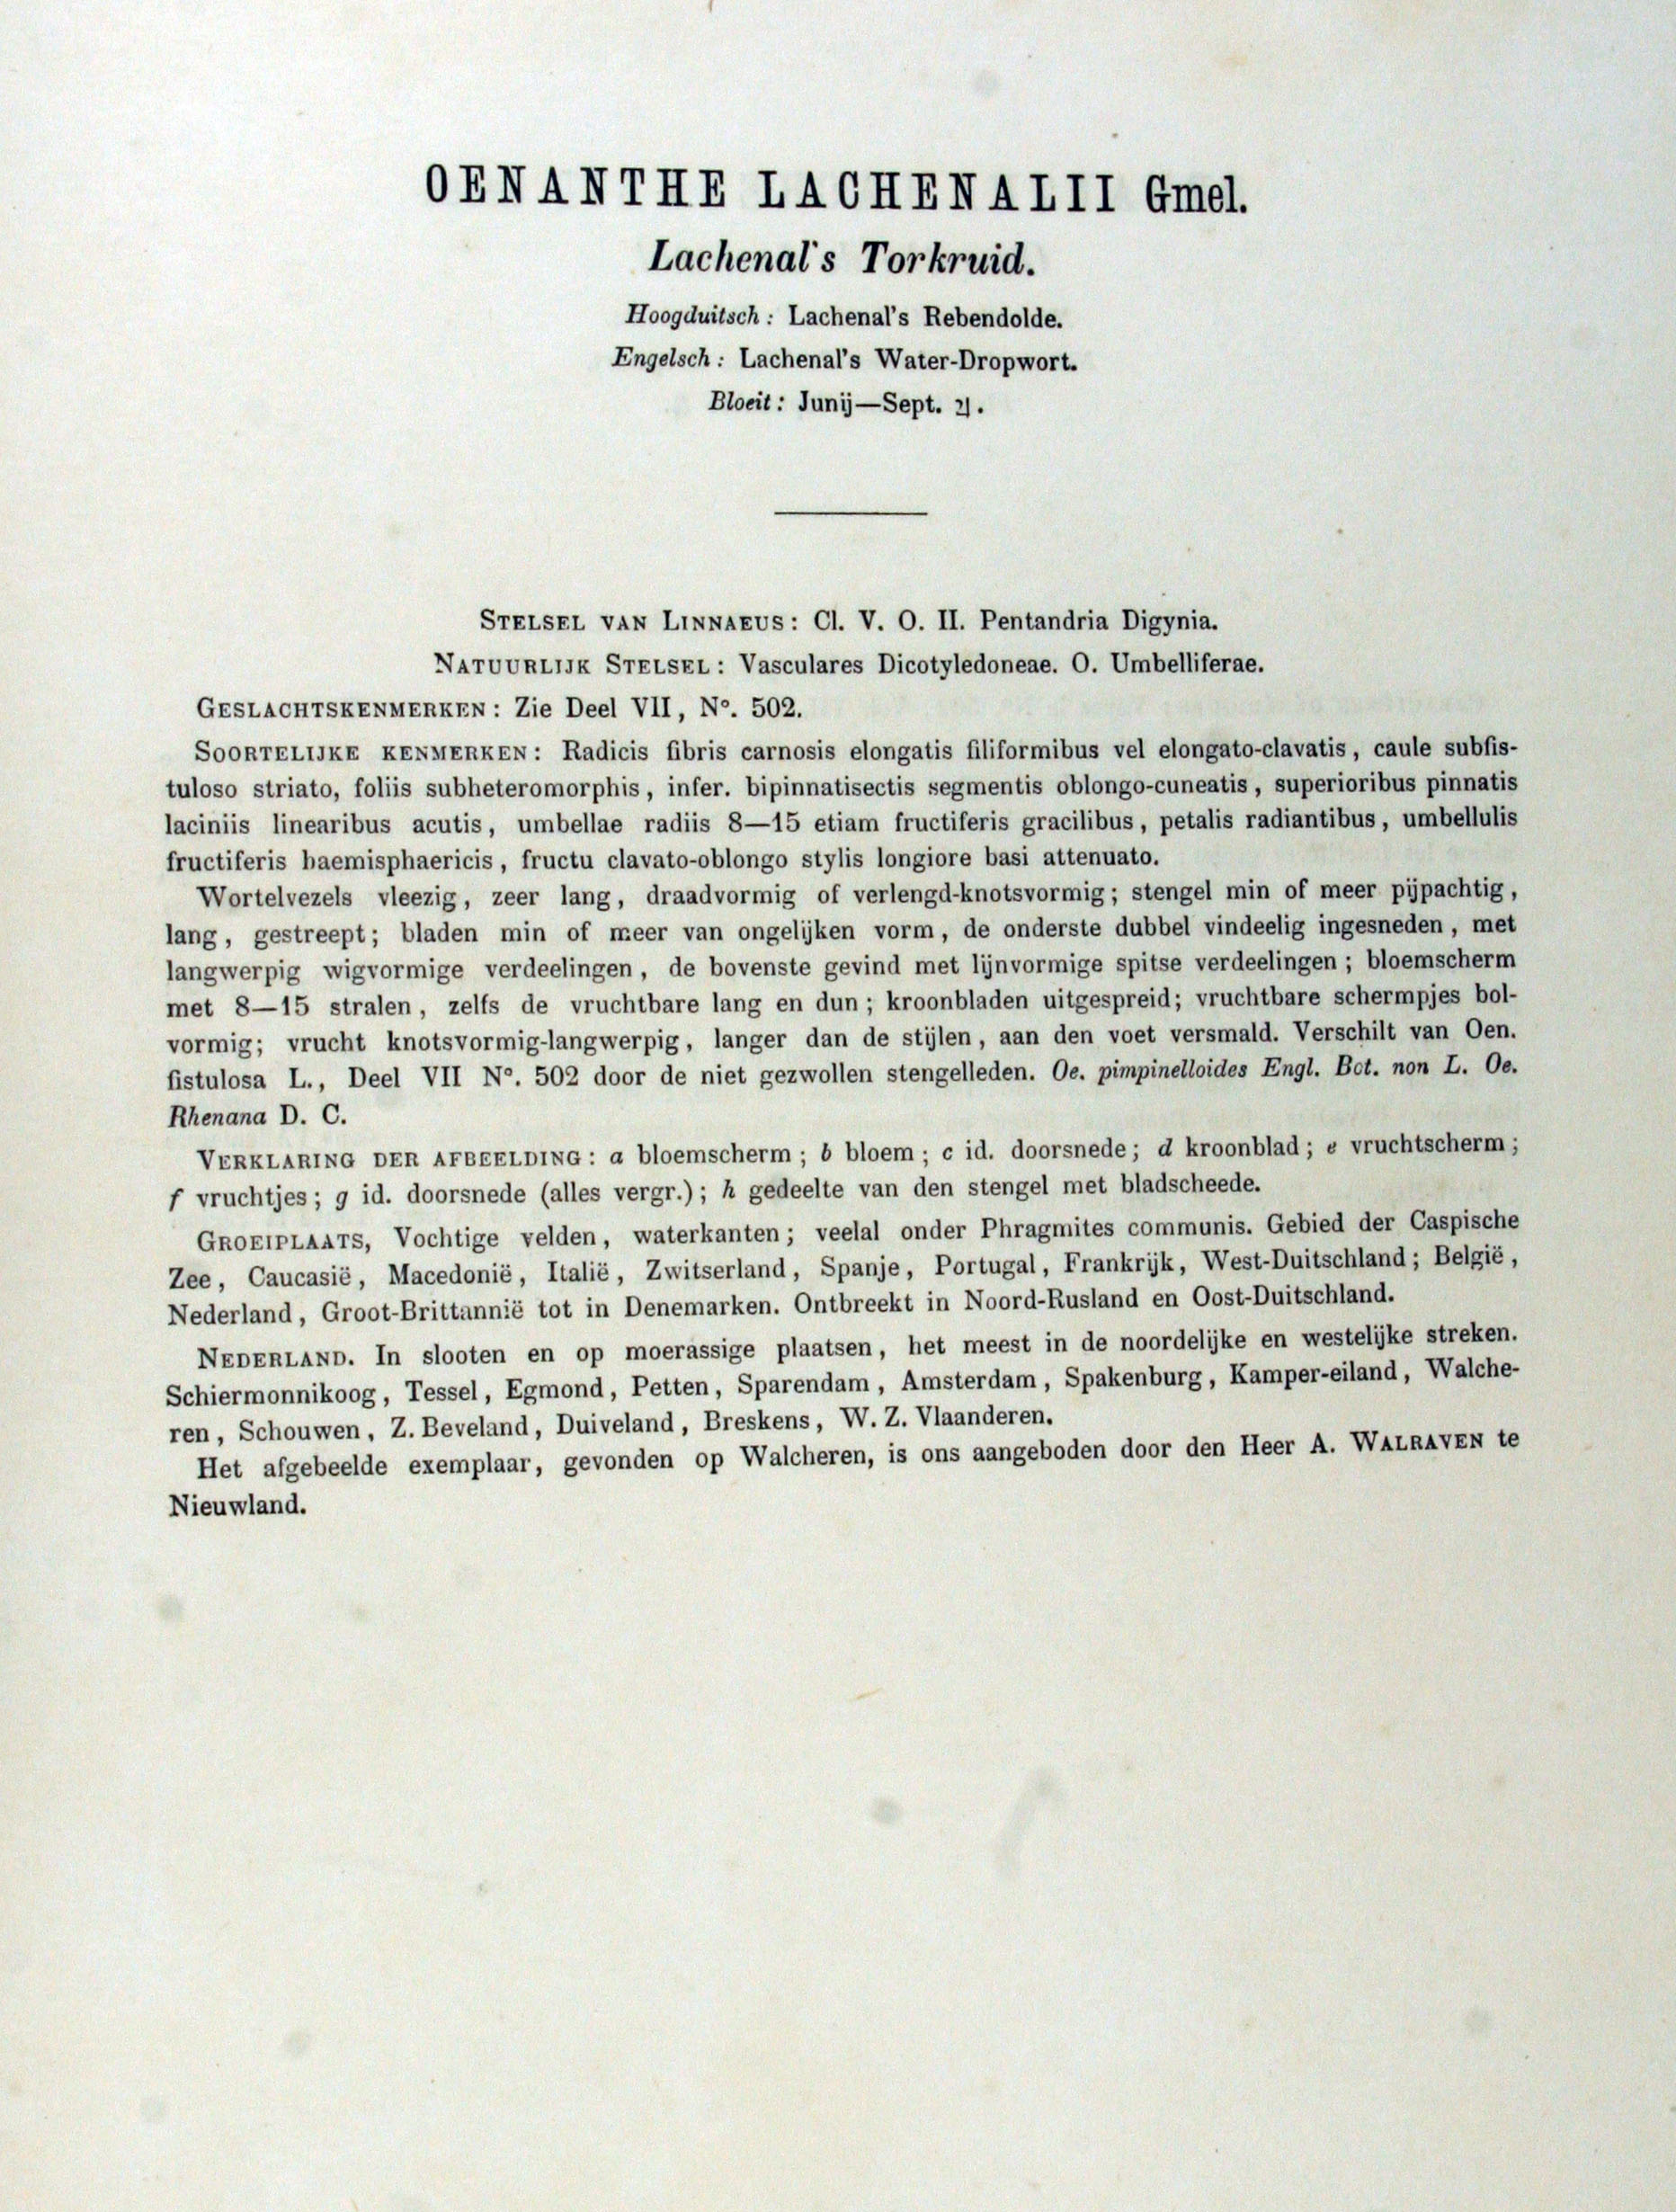 OENANTHE LACHENALII Gmel.
Lachenal's Torkruid.
Hoogduitsch: Lachenal's Rebendolde.
Engelsch: Lachenal's Water-Dropwort.
Bloeit: Junij—Sept. ♃.
STELSEL VAN LINNAEUS: Cl. V. O. II. Pentandria Digynia.
NATUURLIJK STELSEL: Vasculares Dicotyledoneae. O. Umbelliferae.
GESLACHTSKENMERKEN: Zie Deel VII, N°. 502.
SOORTELIJKE KENMERKEN: Radicis fibris carnosis elongatis filiformibus vel elongato-clavatis, caule subfis-
tuloso striato, foliis subheteromorphis, infer. bipinnatisectis segmentis oblongo-cuneatis, superioribus pinnatis
laciniis linearibus acutis, umbellae radiis 8—15 etiam fructiferis gracilibus, petalis radiantibus, umbellulis
fructiferis haemisphaericis, fructu clavato-oblongo stylis longiore basi attenuato.
Wortelvezels vleezig, zeer lang, draadvormig of verlengd-knotsvormig; stengel min of meer pijpachtig,
lang, gestreept; bladen min of meer van ongelijken vorm, de onderste dubbel vindeelig ingesneden, met
langwerpig wigvormige verdeelingen, de bovenste gevind met lijnvormige spitse verdeelingen; bloemscherm
met 8—15 stralen, zelfs de vruchtbare lang en dun; kroonbladen uitgespreid; vruchtbare schermpjes bol-
vormig; vrucht knotsvormig-langwerpig, langer dan de stijlen, aan den voet versmald. Verschilt van Oen.
fistulosa L., Deel VII N°. 502 door de niet gezwollen stengelleden. Oe. pimpinelloides Engl. Bot. non L. Oe.
Rhenana D. C.
VERKLARING DER AFBEELDING: a bloemscherm; b bloem; c id. doorsnede; d kroonblad; e vruchtscherm;
f vruchtjes; g id. doorsnede (alles vergr.); h gedeelte van den stengel met bladscheede.
GROEIPLAATS, Vochtige velden, waterkanten; veelal onder Phragmites communis. Gebied der Caspische
Zee, Caucasië, Macedonië, Italië, Zwitserland, Spanje, Portugal, Frankrijk, West-Duitschland; België,
Nederland, Groot-Brittannië tot in Denemarken. Ontbreekt in Noord-Rusland en Oost-Duitschland.
NEDERLAND. In slooten en op moerassige plaatsen, het meest in de noordelijke en westelijke streken.
Schiermonnikoog, Tessel, Egmond, Petten, Sparendam, Amsterdam, Spakenburg, Kamper-eiland, Walche-
ren, Schouwen, Z. Beveland, Duiveland, Breskens, W. Z. Vlaanderen.
Het afgebeelde exemplaar, gevonden op Walcheren, is ons aangeboden door den Heer A. WALRAVEN te
Nieuwland.